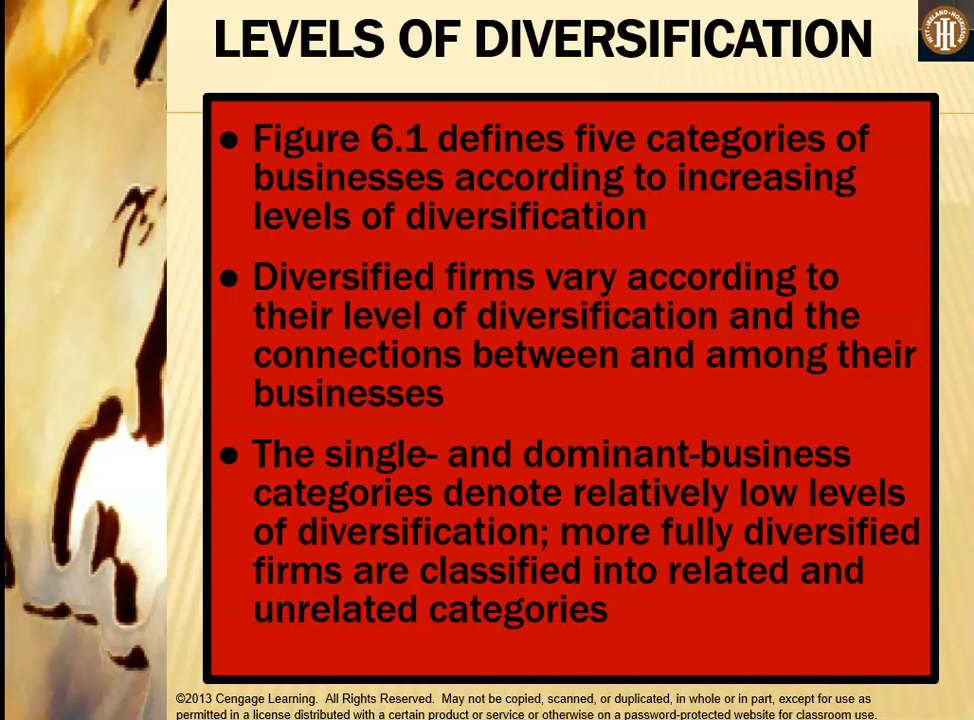 LEVELS OF DIVERSIFICATION
HITT • IRELAND • HOSKISSON
● Figure 6.1 defines five categories of
businesses according to increasing
levels of diversification
● Diversified firms vary according to
their level of diversification and the
connections between and among their
businesses
● The single- and dominant-business
categories denote relatively low levels
of diversification; more fully diversified
firms are classified into related and
unrelated categories
©2013 Cengage Learning. All Rights Reserved. May not be copied, scanned, or duplicated, in whole or in part, except for use as
permitted in a license distributed with a certain product or service or otherwise on a password-protected website for classroom use.